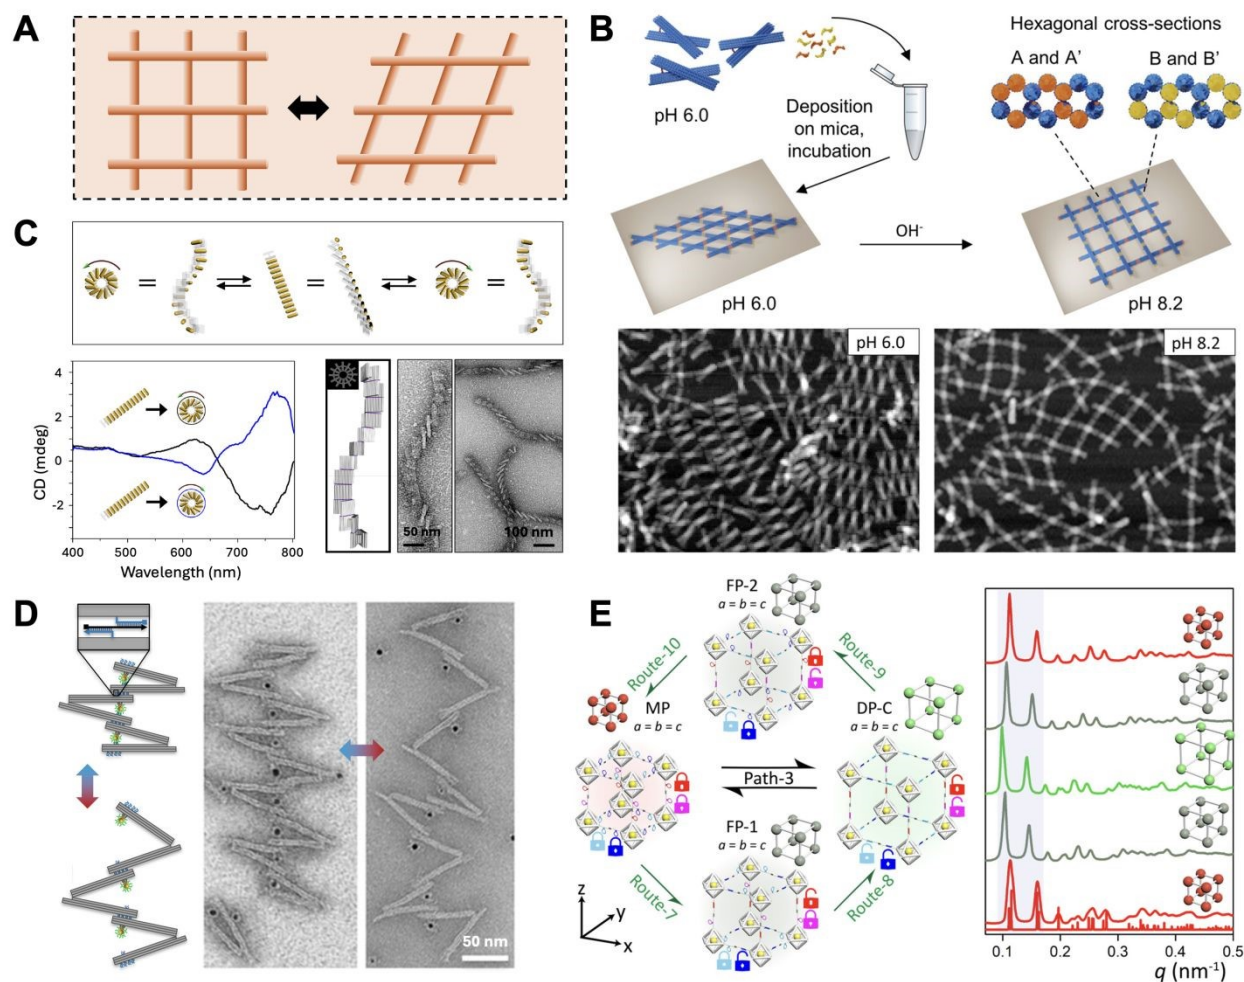 A
B
pH 6.0
Deposition
on mica,
incubation
Hexagonal cross-sections
A and A’
B and B’
pH 6.0
OH-
pH 8.2
pH 6.0
pH 8.2
C
=
=
=
CD (mdeg)
4
2
0
-2
400
500
600
700
800
Wavelength (nm)
50 nm
100 nm
D
50 nm
E
FP-2
a = b = c
Route-10
Route-9
MP
a = b = c
DP-C
a = b = c
Path-3
FP-1
a = b = c
Route-7
Route-8
z
y
x
0.1
0.2
0.3
0.4
0.5
q (nm-1)